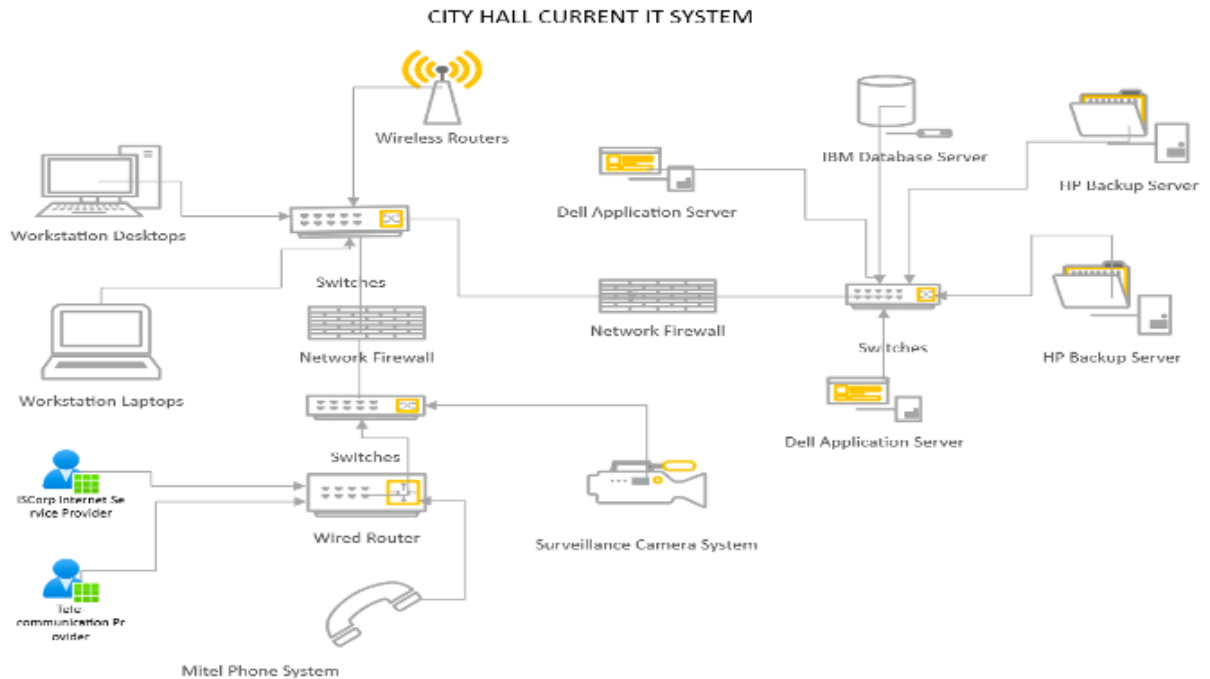 CITY HALL CURRENT IT SYSTEM
Wireless Routers
IBM Database Server
HP Backup Server
Dell Application Server
Workstation Desktops
Switches
Network Firewall
Network Firewall
Switches
HP Backup Server
Workstation Laptops
Dell Application Server
Switches
ISCorp Internet Se
rvice Provider
Wired Router
Surveillance Camera System
Tele
communication Pr
ovider
Mitel Phone System